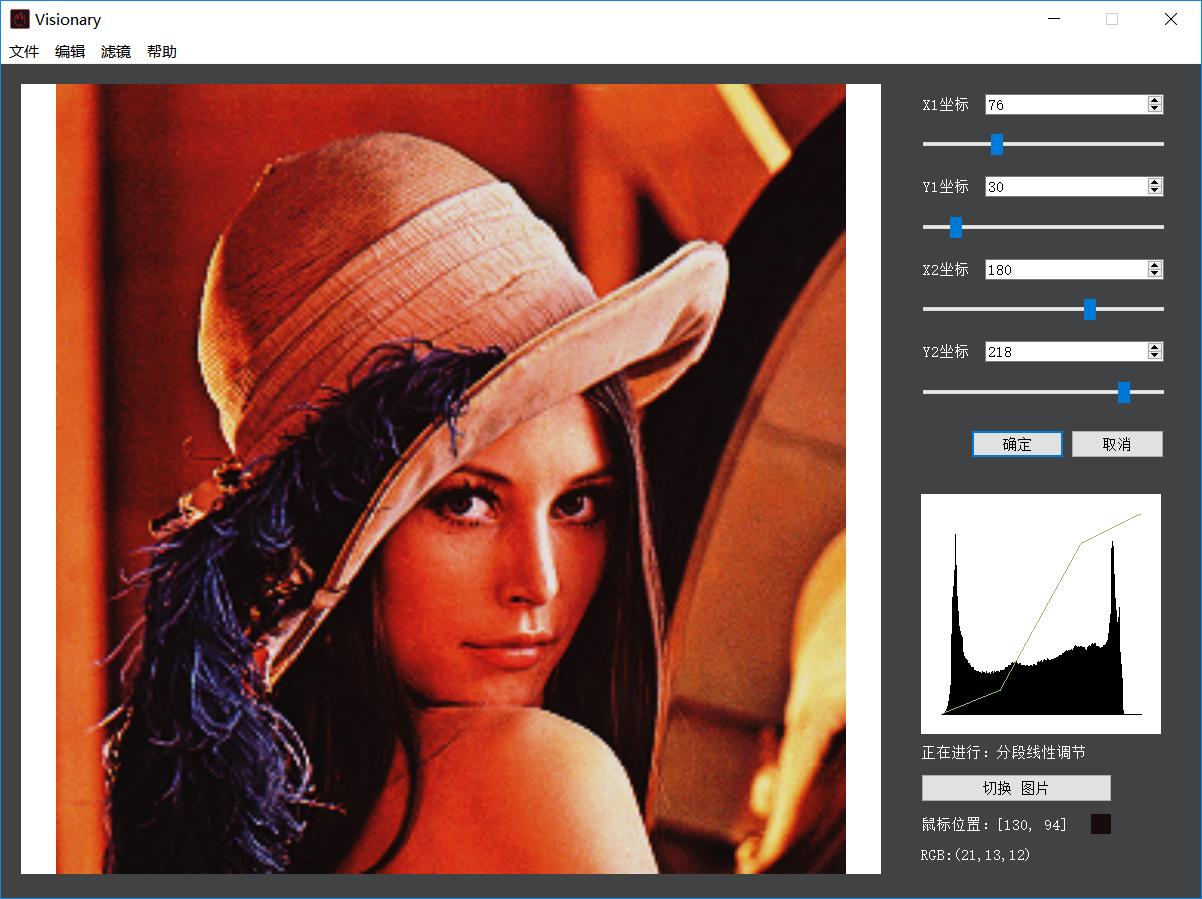 Visionary
文件 编辑 滤镜 帮助
X1坐标 76
Y1坐标 30
X2坐标 180
Y2坐标 218
确定 取消
正在进行：分段线性调节
切换 图片
鼠标位置：[130, 94]
RGB:(21,13,12)